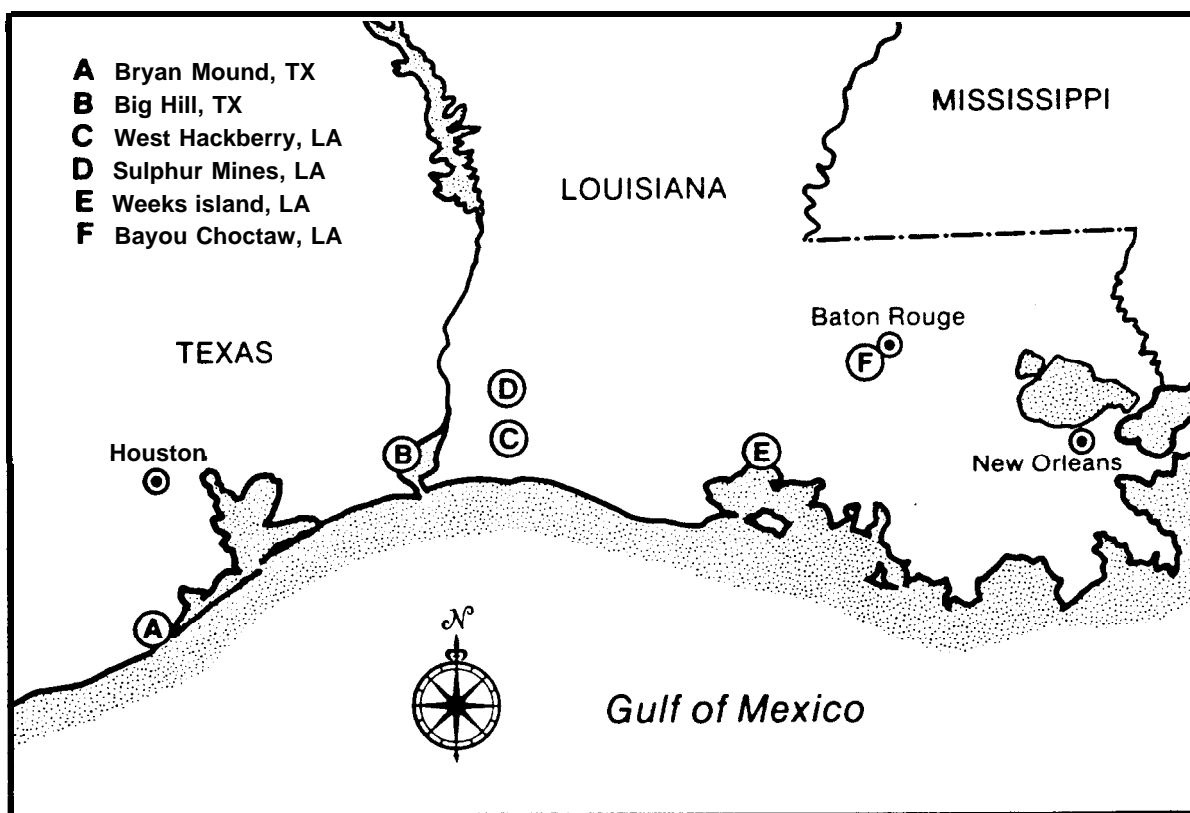 A Bryan Mound, TX
B Big Hill, TX
C West Hackberry, LA
D Sulphur Mines, LA
E Weeks island, LA
F Bayou Choctaw, LA
MISSISSIPPI
LOUISIANA
TEXAS
Baton Rouge
F
D
C
B
E
Houston
New Orleans
A
N
Gulf of Mexico